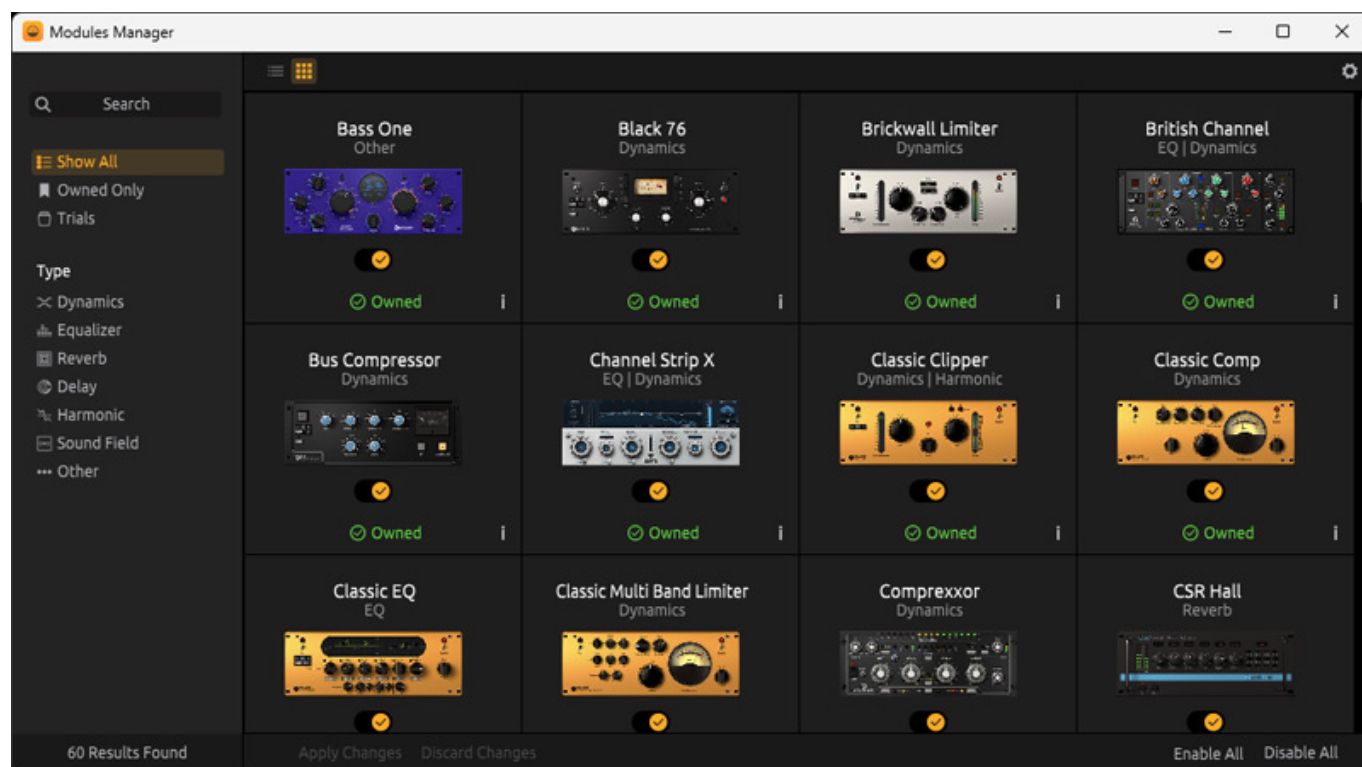 Modules Manager
Search
Show All
Owned Only
Trials
Type
Dynamics
Equalizer
Reverb
Delay
Harmonic
Sound Field
Other
60 Results Found
Bass One
Other
Owned
Black 76
Dynamics
Owned
Brickwall Limiter
Dynamics
Owned
British Channel
EQ | Dynamics
Owned
Bus Compressor
Dynamics
Owned
Channel Strip X
EQ | Dynamics
Owned
Classic Clipper
Dynamics | Harmonic
Owned
Classic Comp
Dynamics
Owned
Classic EQ
EQ
Classic Multi Band Limiter
Dynamics
Comprexxor
Dynamics
CSR Hall
Reverb
Apply Changes Discard Changes
Enable All Disable All